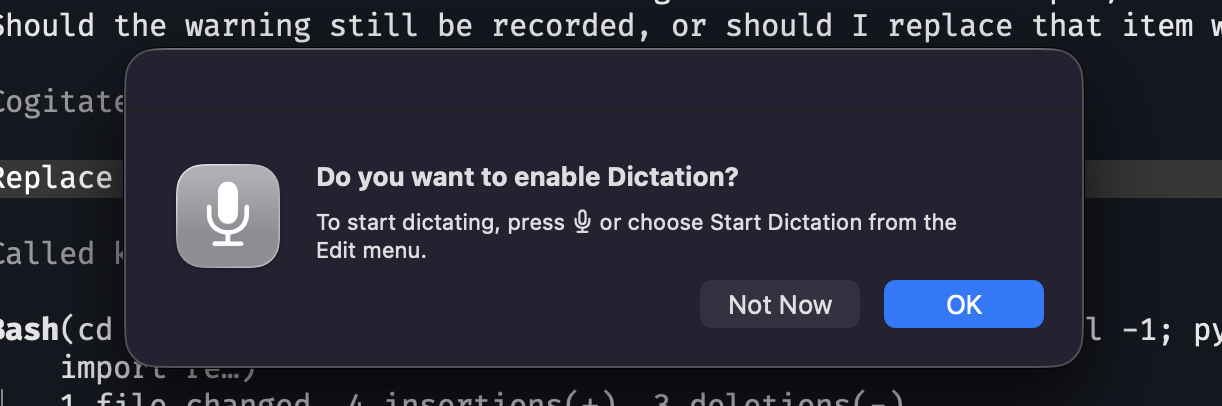 Should the warning still be recorded, or should I replace that item
Cogitate
Replace
Do you want to enable Dictation?
To start dictating, press or choose Start Dictation from the
Edit menu.
Called
Not Now OK
Bash(cd l -1; py
import re…)
1 file changed, 4 insertions(+), 3 deletions(-)